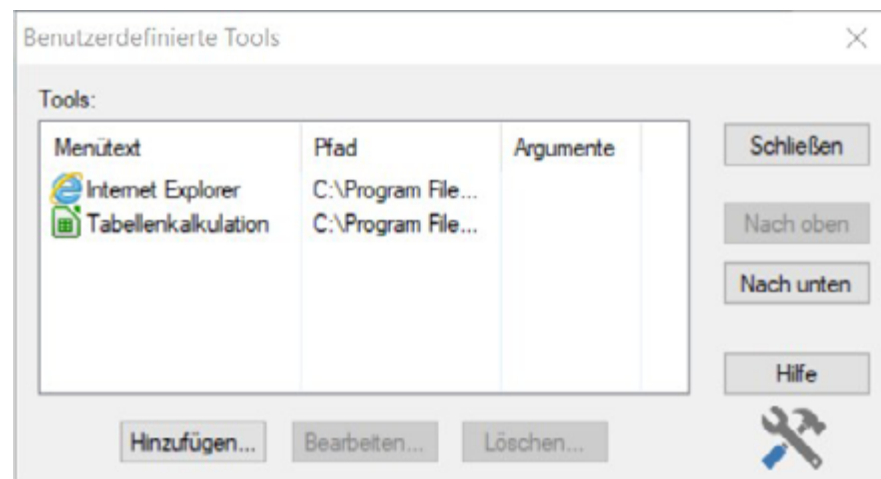 Benutzerdefinierte Tools
Tools:
Menütext Pfad Argumente
Internet Explorer C:\Program File...
Tabellenkalkulation C:\Program File...
Schließen
Nach oben
Nach unten
Hilfe
Hinzufügen... Bearbeiten... Löschen...